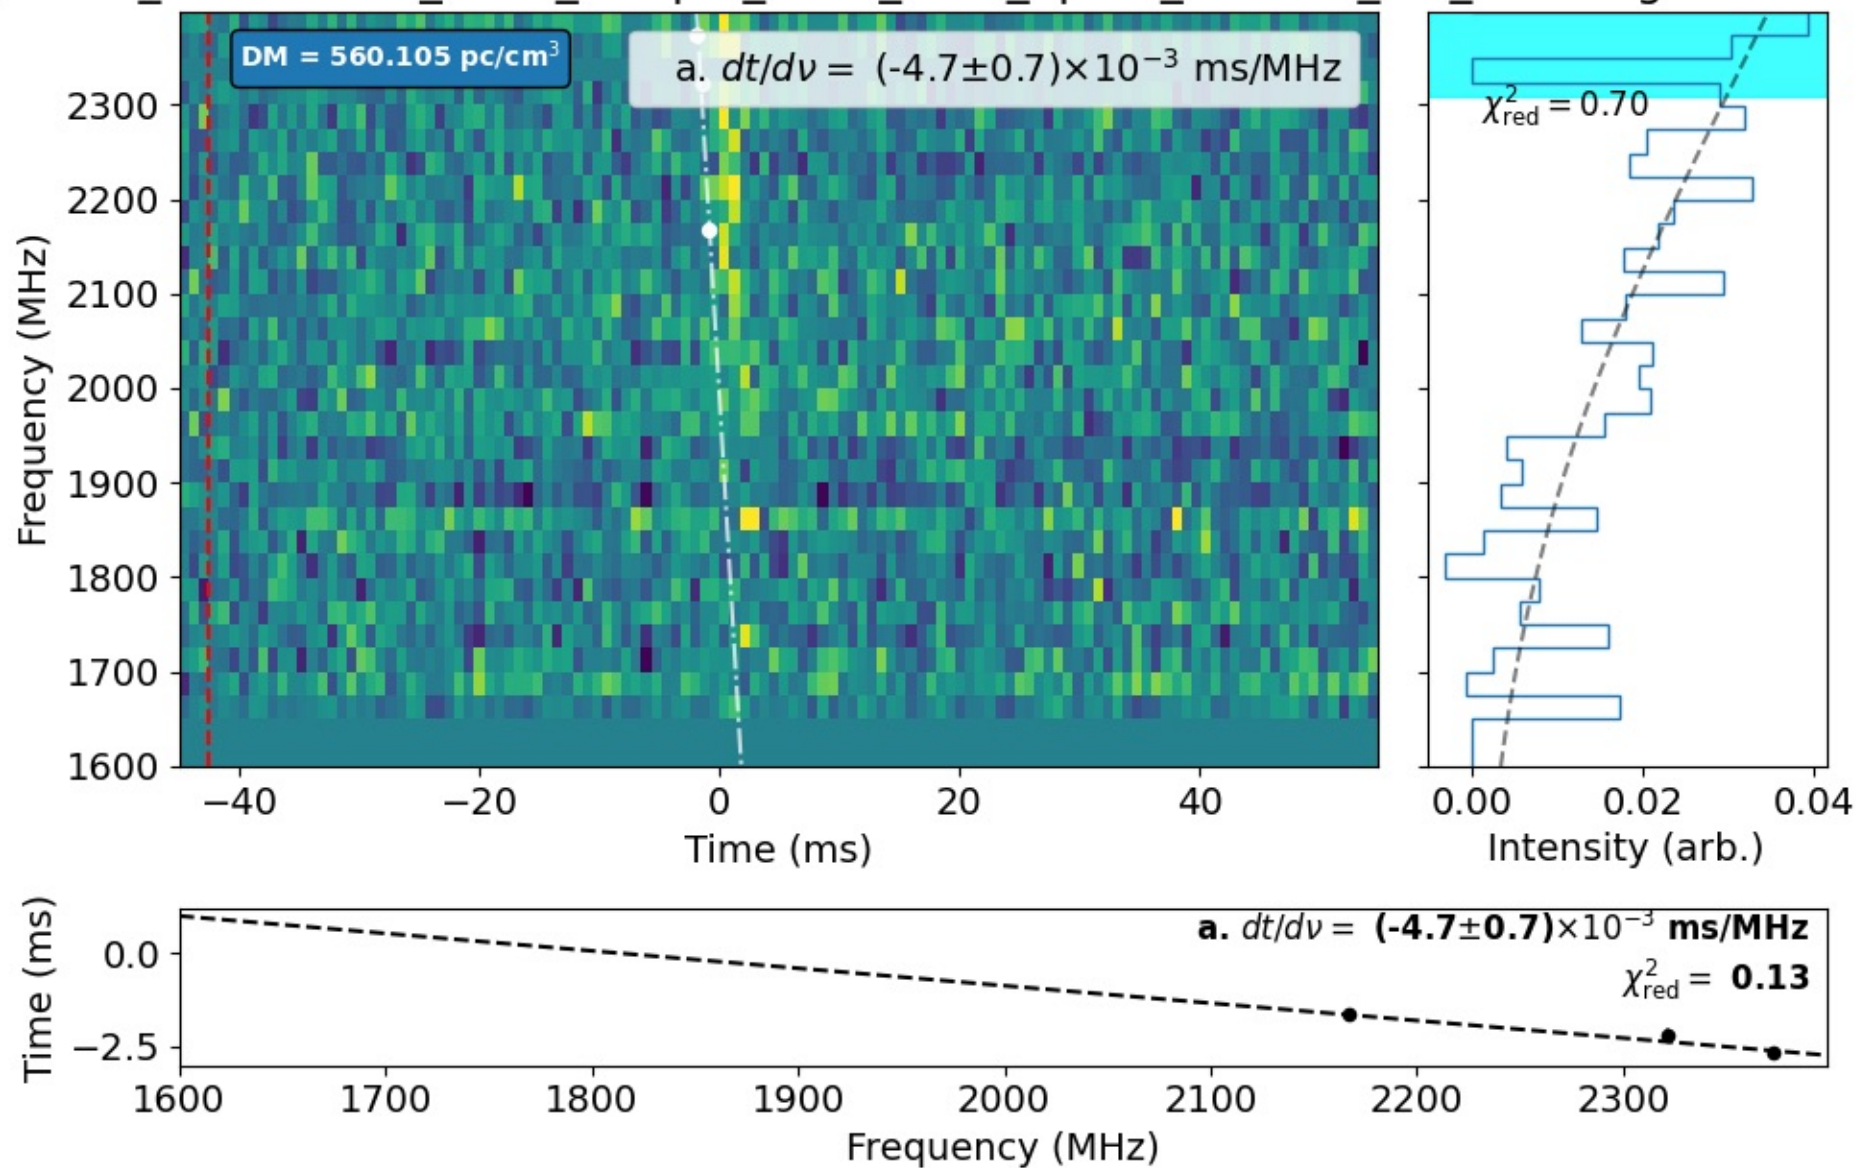 DM = 560.105 pc/cm³
a. dt/dν = (-4.7±0.7)×10⁻³ ms/MHz
χ²red = 0.70
2300
2200
2100
2000
1900
1800
1700
1600
Frequency (MHz)
−40 −20 0 20 40
Time (ms)
0.00 0.02 0.04
Intensity (arb.)
a. dt/dν = (-4.7±0.7)×10⁻³ ms/MHz
χ²red = 0.13
0.0
−2.5
Time (ms)
1600 1700 1800 1900 2000 2100 2200 2300
Frequency (MHz)